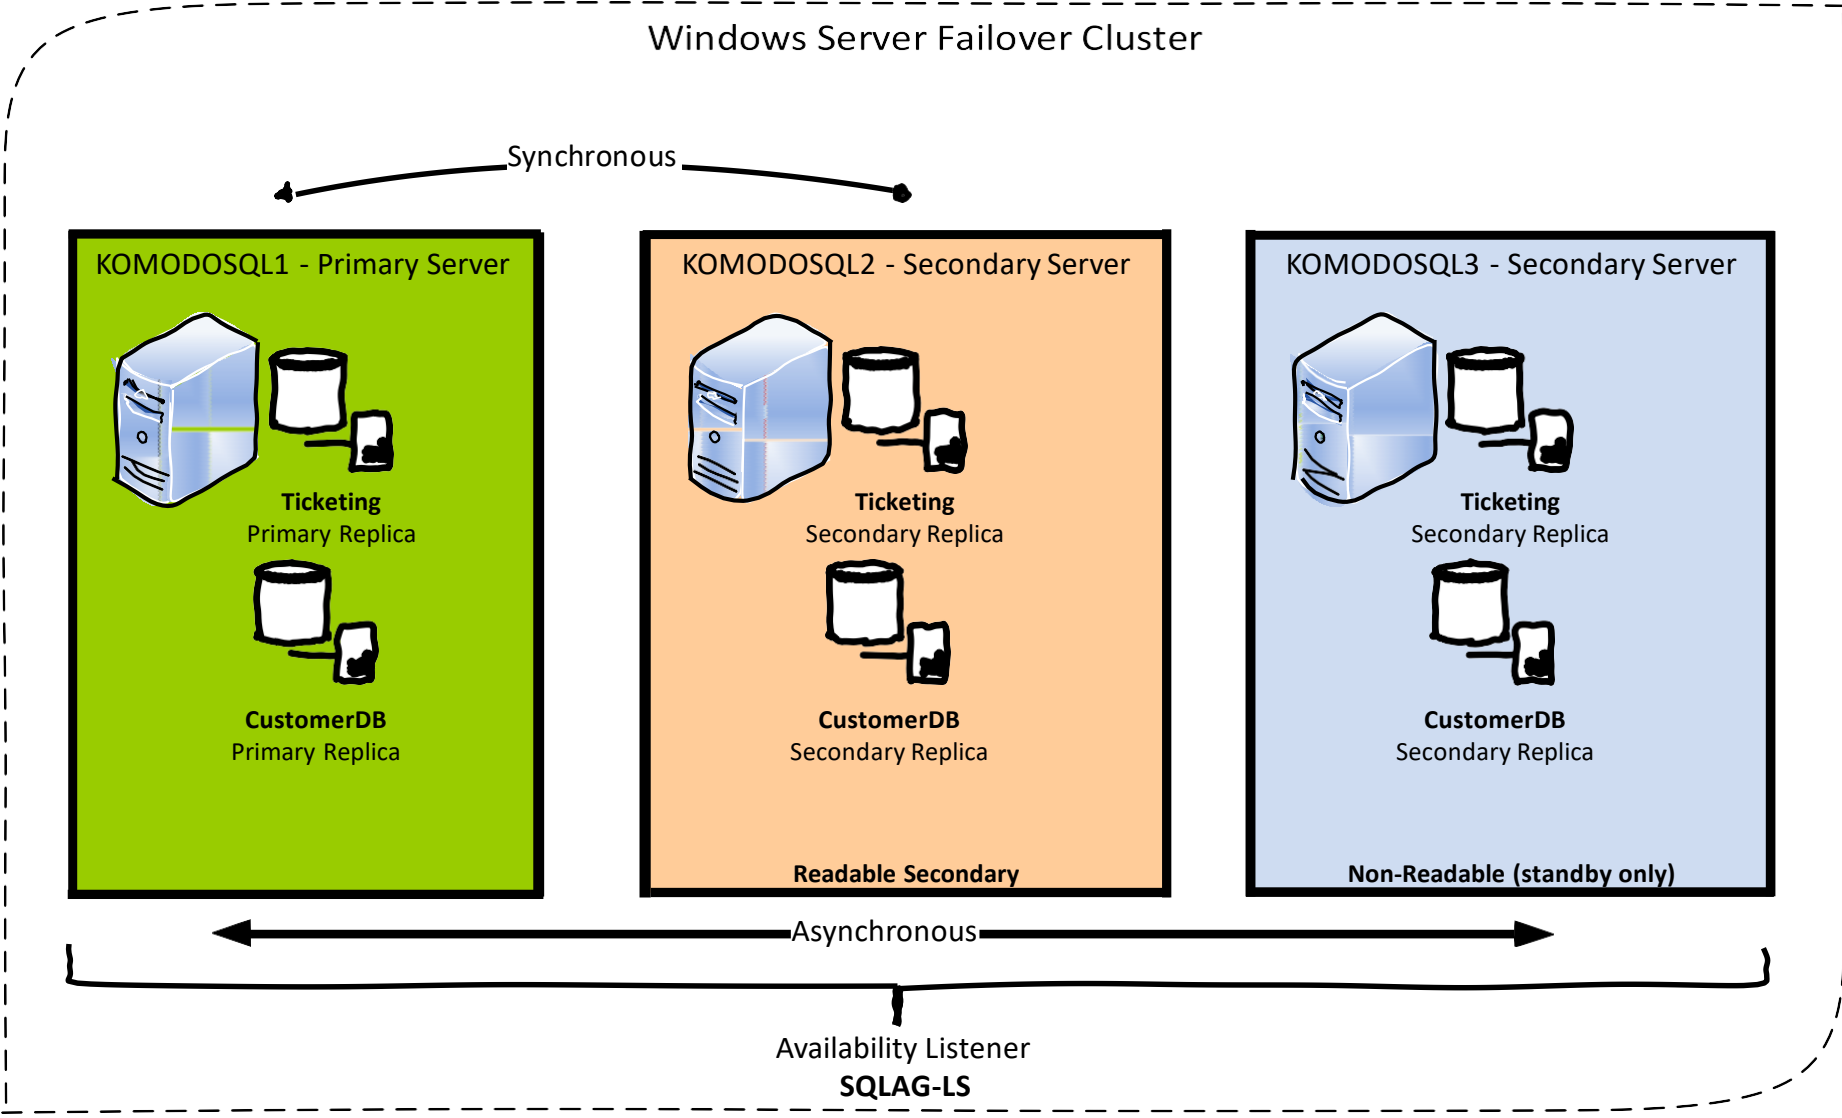 Windows Server Failover Cluster
Synchronous
KOMODOSQL1 - Primary Server
Ticketing
Primary Replica
CustomerDB
Primary Replica
KOMODOSQL2 - Secondary Server
Ticketing
Secondary Replica
CustomerDB
Secondary Replica
Readable Secondary
KOMODOSQL3 - Secondary Server
Ticketing
Secondary Replica
CustomerDB
Secondary Replica
Non-Readable (standby only)
Asynchronous
Availability Listener
SQLAG-LS